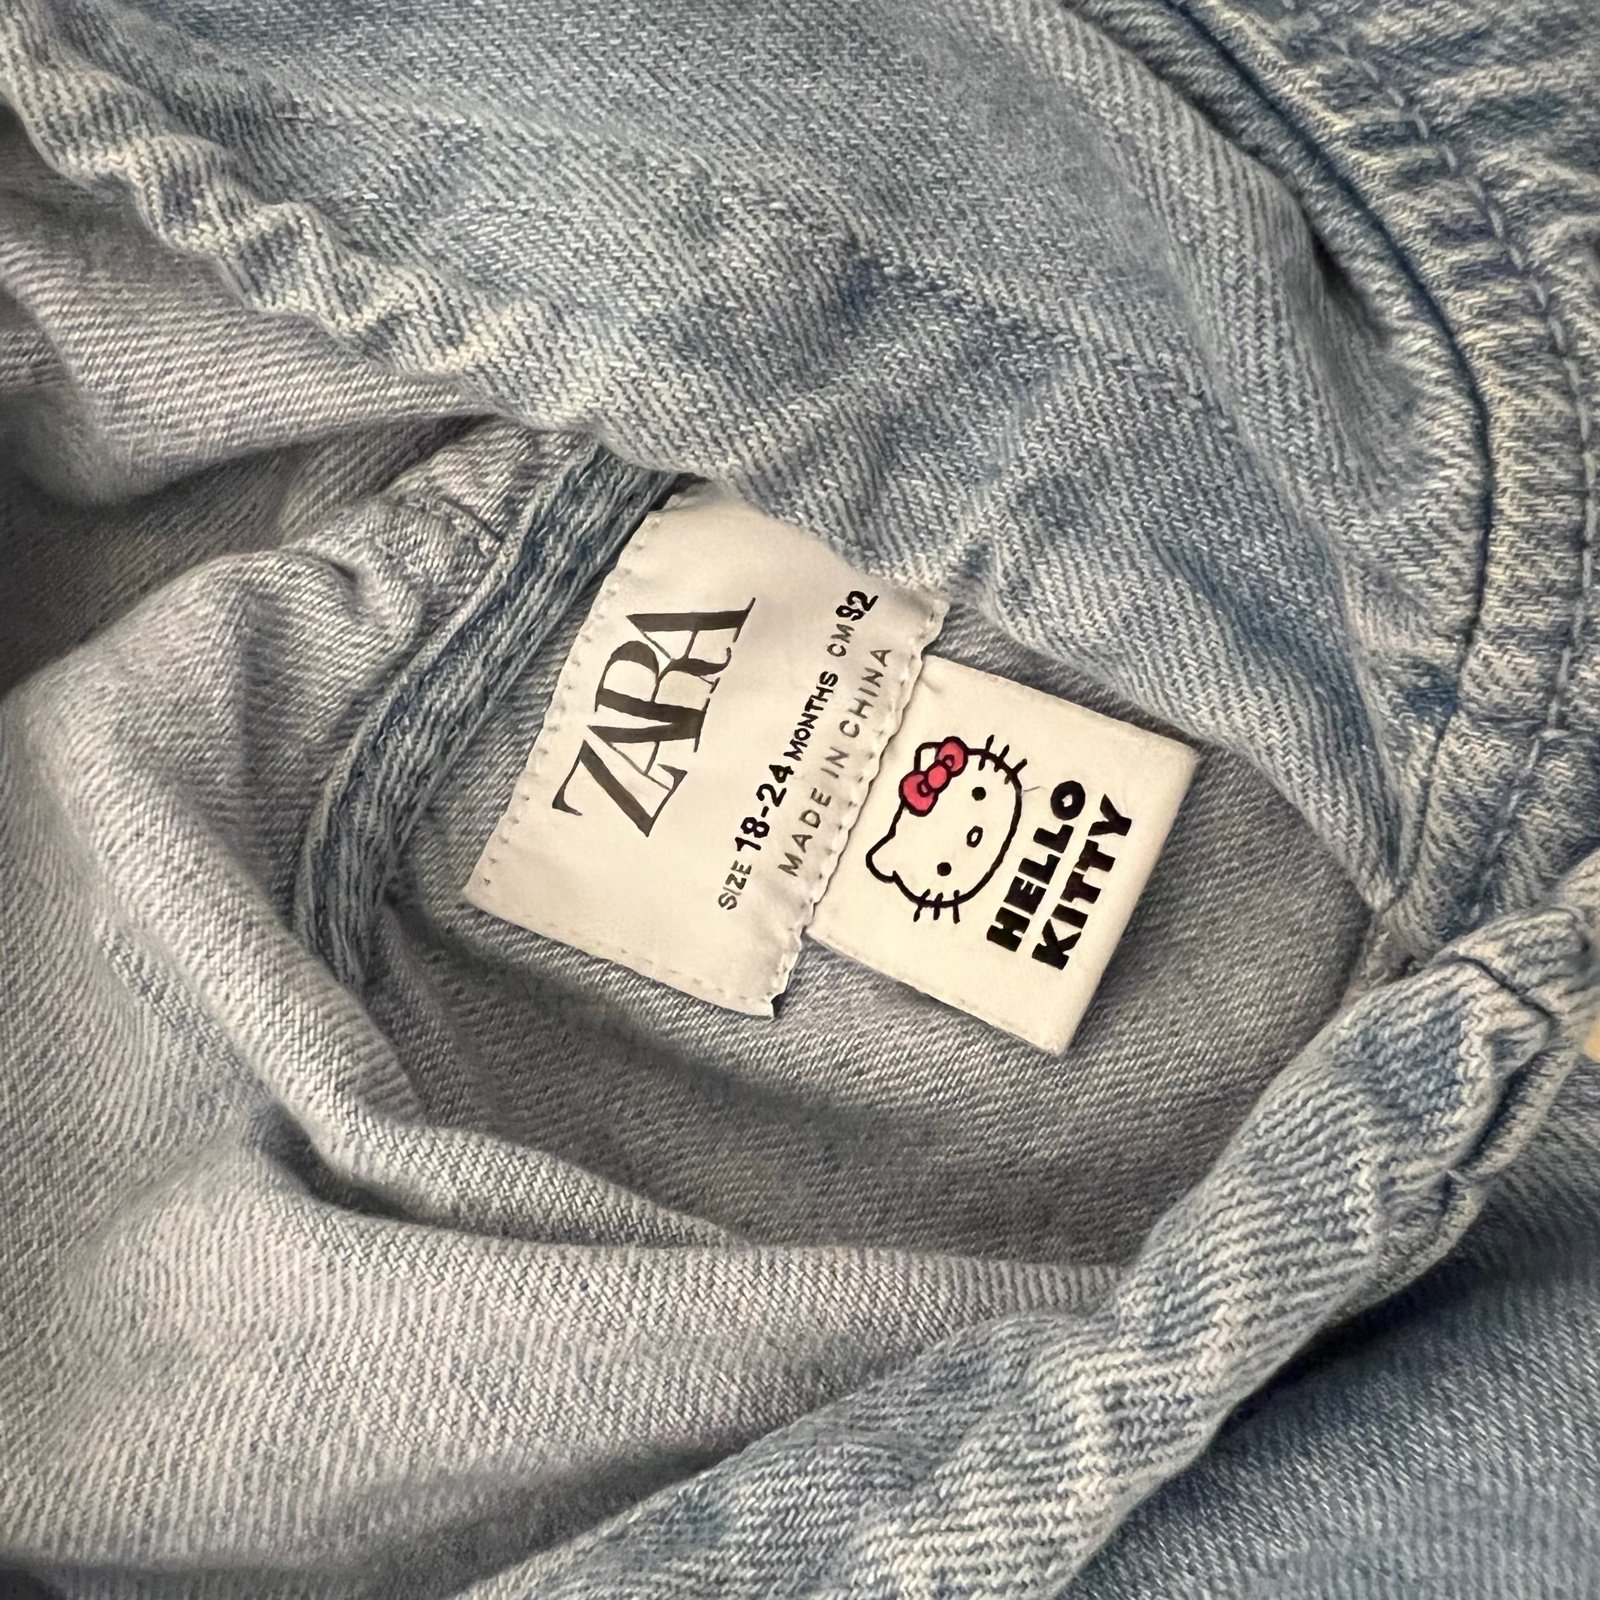 ZARA
SIZE 18-24 MONTHS CM 92
MADE IN CHINA
HELLO
KITTY